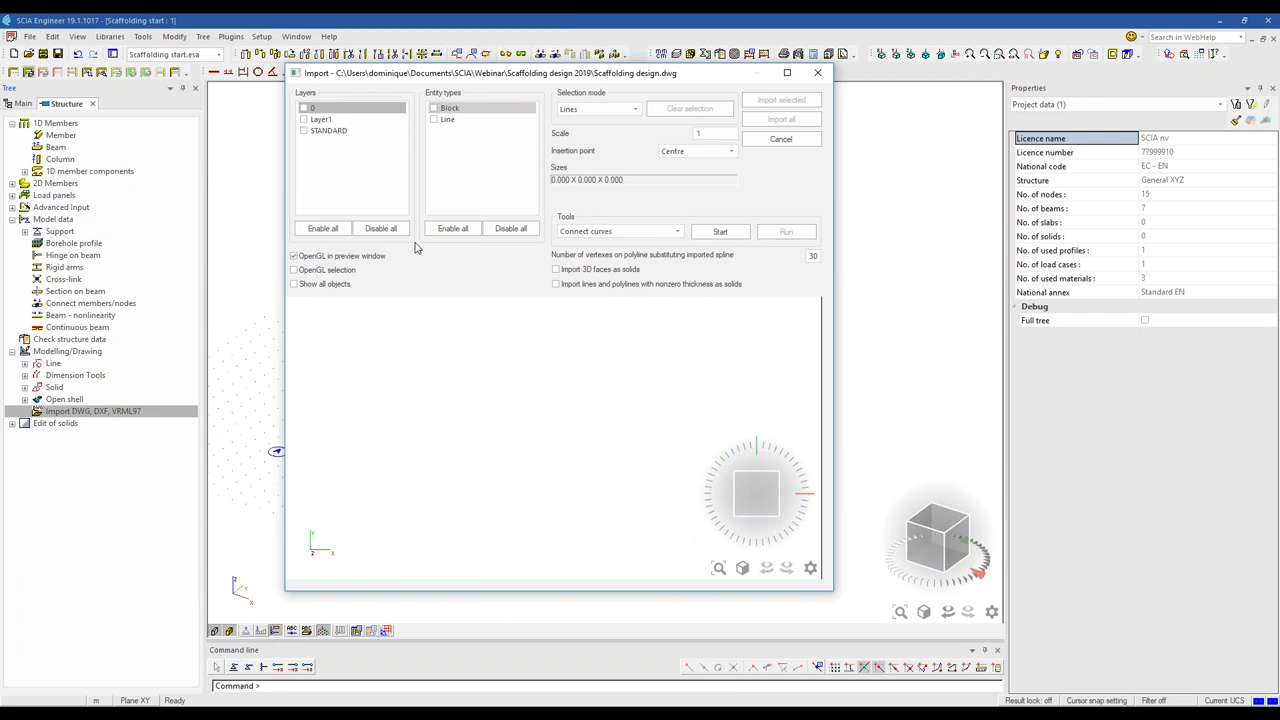 SCIA Engineer 19.1.1017 - [Scaffolding start : 1]
File Edit View Libraries Tools Modify Tree Plugins Setup Window Help
Search in WebHelp
Scaffolding start.esa
Main Structure
1D Members
Member
Beam
Column
1D member components
2D Members
Load panels
Advanced Input
Model data
Support
Borehole profile
Hinge on beam
Rigid arms
Cross-link
Section on beam
Connect members/nodes
Beam - nonlinearity
Continuous beam
Check structure data
Modelling/Drawing
Line
Dimension Tools
Solid
Open shell
Import DWG, DXF, VRML97
Edit of solids
Import - C:\Users\dominique\Documents\SCIA\Webinar\Scaffolding design 2019\Scaffolding design.dwg
Layers
0
Layer1
STANDARD
Enable all Disable all
Entity types
Block
Line
Enable all Disable all
Selection mode
Lines
Clear selection
Import selected
Import all
Cancel
Scale 1
Insertion point Centre
Sizes
0.000 X 0.000 X 0.000
Tools
Connect curves Start Run
OpenGL in preview window
OpenGL selection
Show all objects
Number of vertexes on polyline substituting imported spline 30
Import 3D faces as solids
Import lines and polylines with nonzero thickness as solids
Y
Z X
Z
Y
X
Properties
Project data (1)
Licence name SCIA nv
Licence number 77999910
National code EC - EN
Structure General XYZ
No. of nodes : 15
No. of beams : 7
No. of slabs : 0
No. of solids : 0
No. of used profiles : 1
No. of load cases : 1
No. of used materials : 3
National annex Standard EN
Debug
Full tree
ABC
Command line
Command >
m Plane XY Ready
Result lock: off Cursor snap setting Filter off Current UCS